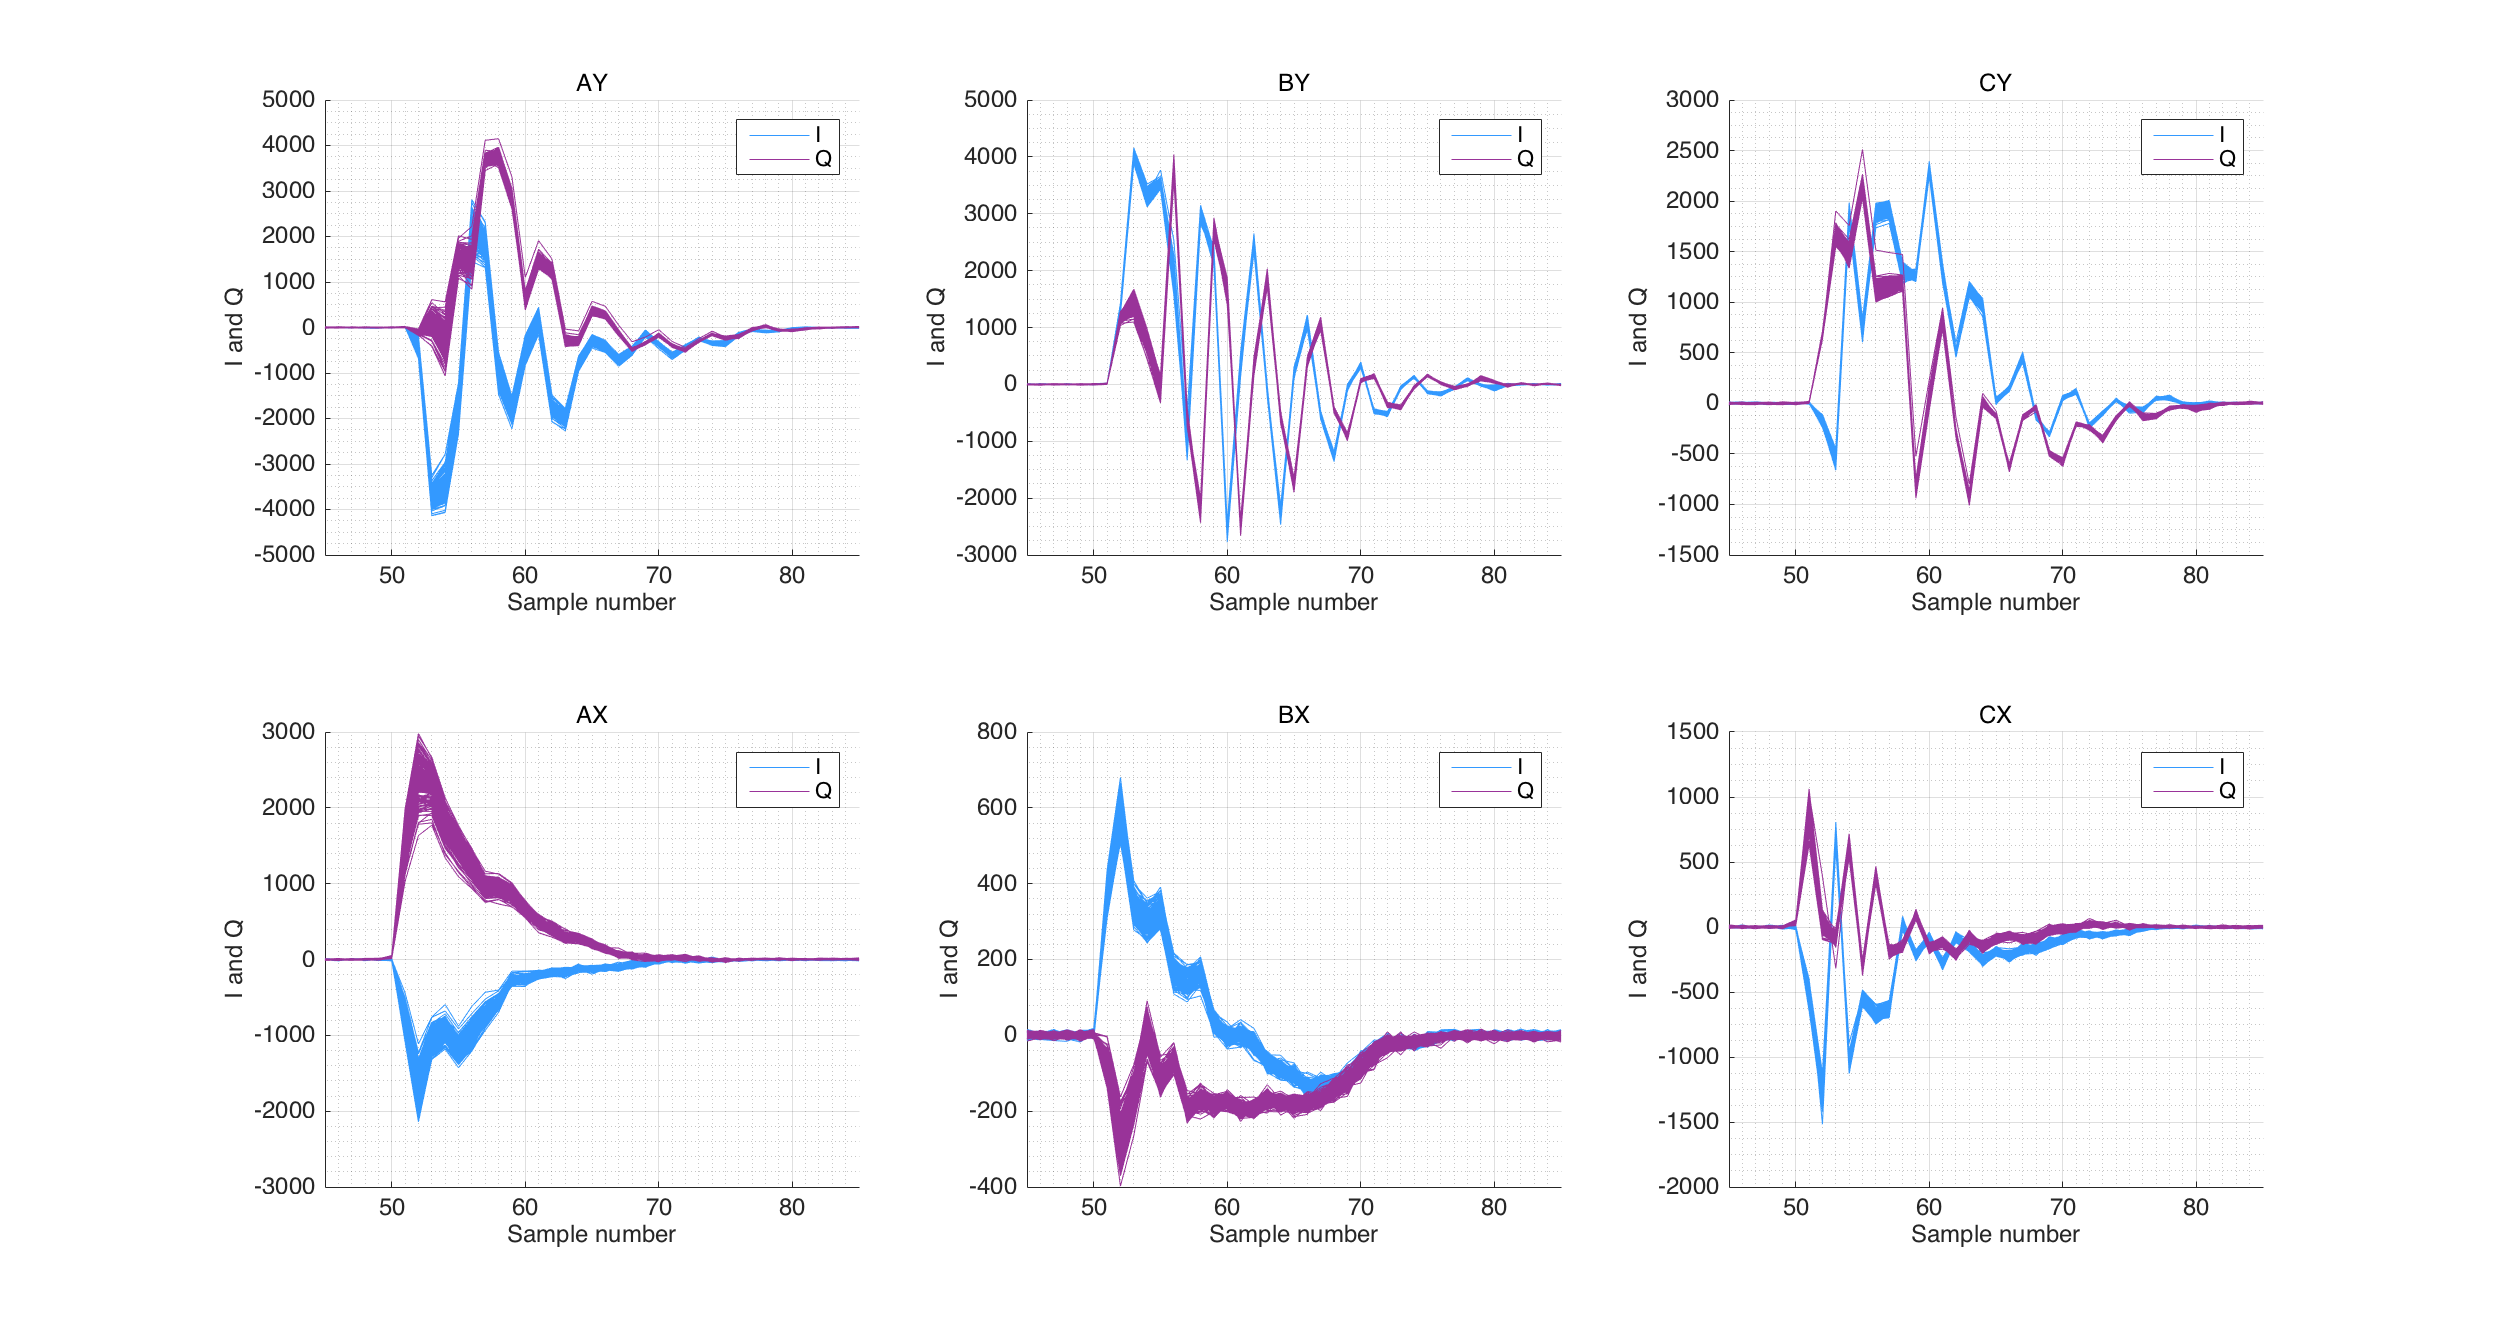 AY
5000
4000
3000
2000
1000
0
-1000
-2000
-3000
-4000
-5000
I and Q
50 60 70 80
Sample number
I
Q
BY
5000
4000
3000
2000
1000
0
-1000
-2000
-3000
I and Q
50 60 70 80
Sample number
I
Q
CY
3000
2500
2000
1500
1000
500
0
-500
-1000
-1500
I and Q
50 60 70 80
Sample number
I
Q
AX
3000
2000
1000
0
-1000
-2000
-3000
I and Q
50 60 70 80
Sample number
I
Q
BX
800
600
400
200
0
-200
-400
I and Q
50 60 70 80
Sample number
I
Q
CX
1500
1000
500
0
-500
-1000
-1500
-2000
I and Q
50 60 70 80
Sample number
I
Q